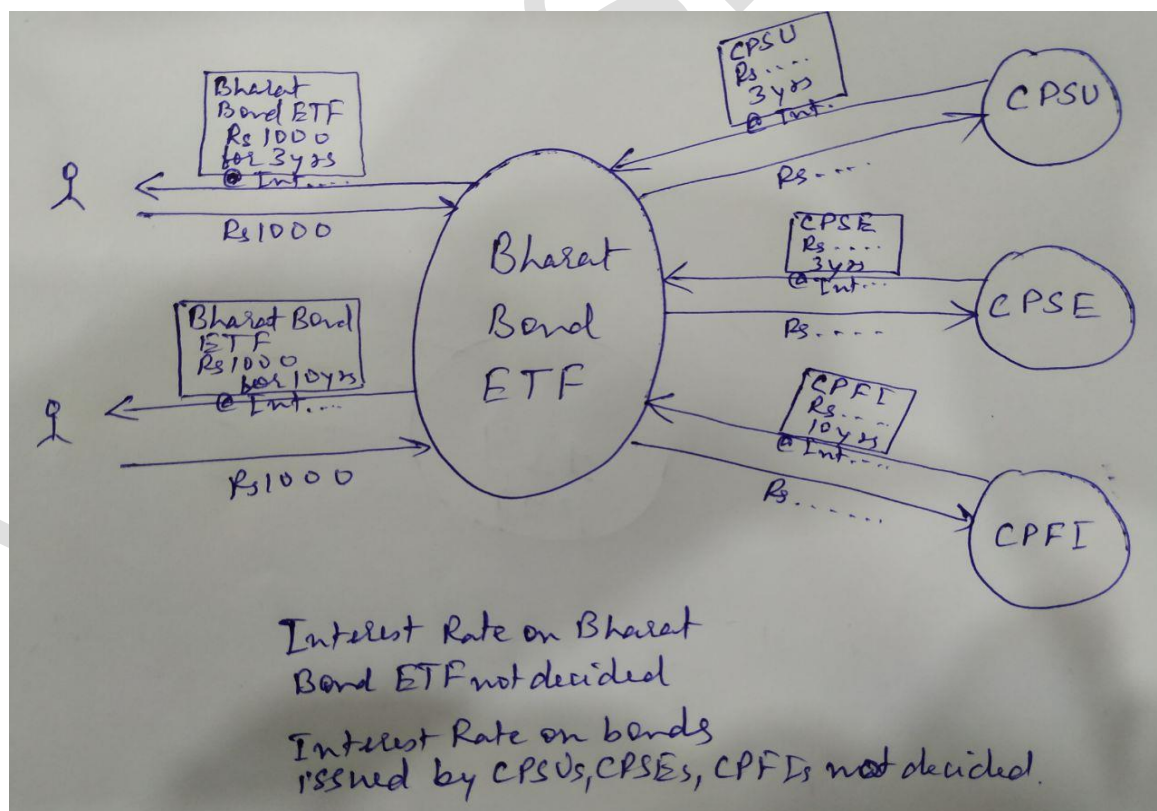 Bharat
Bond ETF
Rs 1000
for 3 yrs
@ Int....
Rs 1000
Bharat Bond
ETF
Rs 1000
for 10 yrs
@ Int....
Rs 1000
Bharat
Bond
ETF
CPSU
Rs ....
3 yrs
@ Int..
Rs ....
CPSU
CPSE
Rs ....
3 yrs
@ Int...
Rs .....
CPSE
CPFI
Rs ....
10 yrs
@ Int....
Rs ......
CPFI
Interest Rate on Bharat
Bond ETF not decided
Interest Rate on bonds
issued by CPSUs, CPSEs, CPFIs not decided.